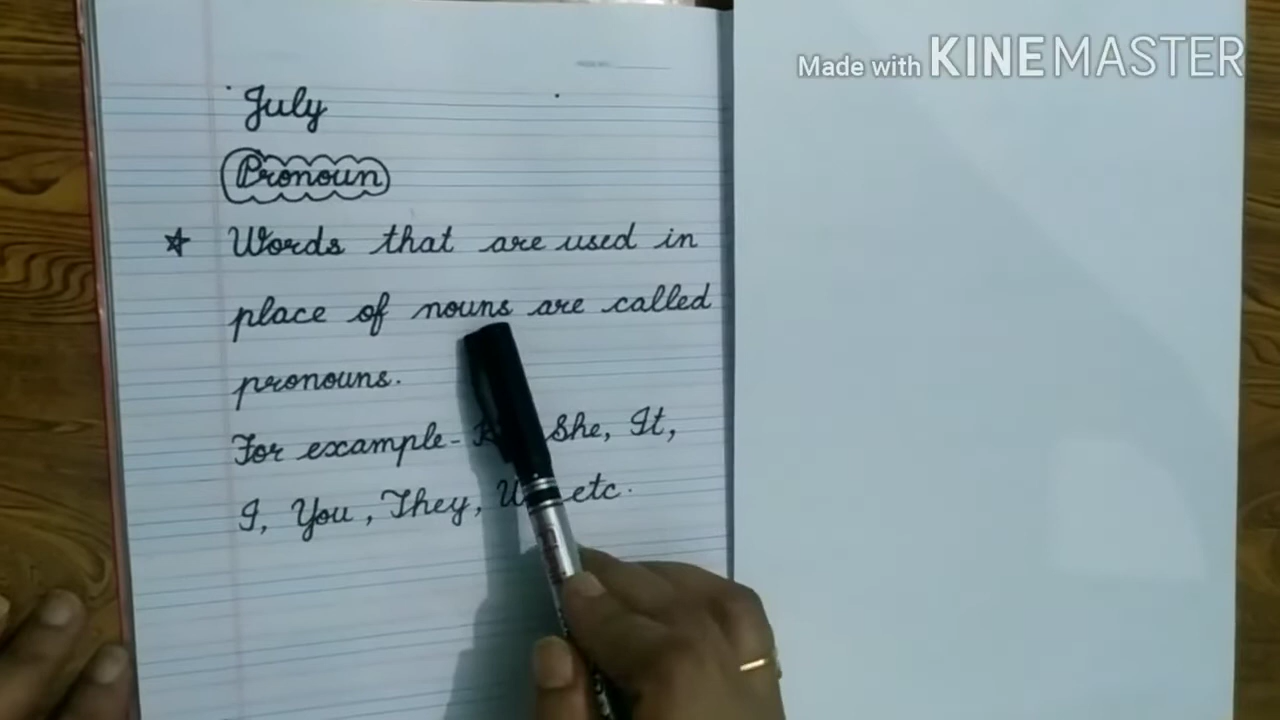 Made with KINEMASTER
July
Pronoun
Words that are used in
place of nouns are called
pronouns.
For example- She, It,
I, You, They, etc.